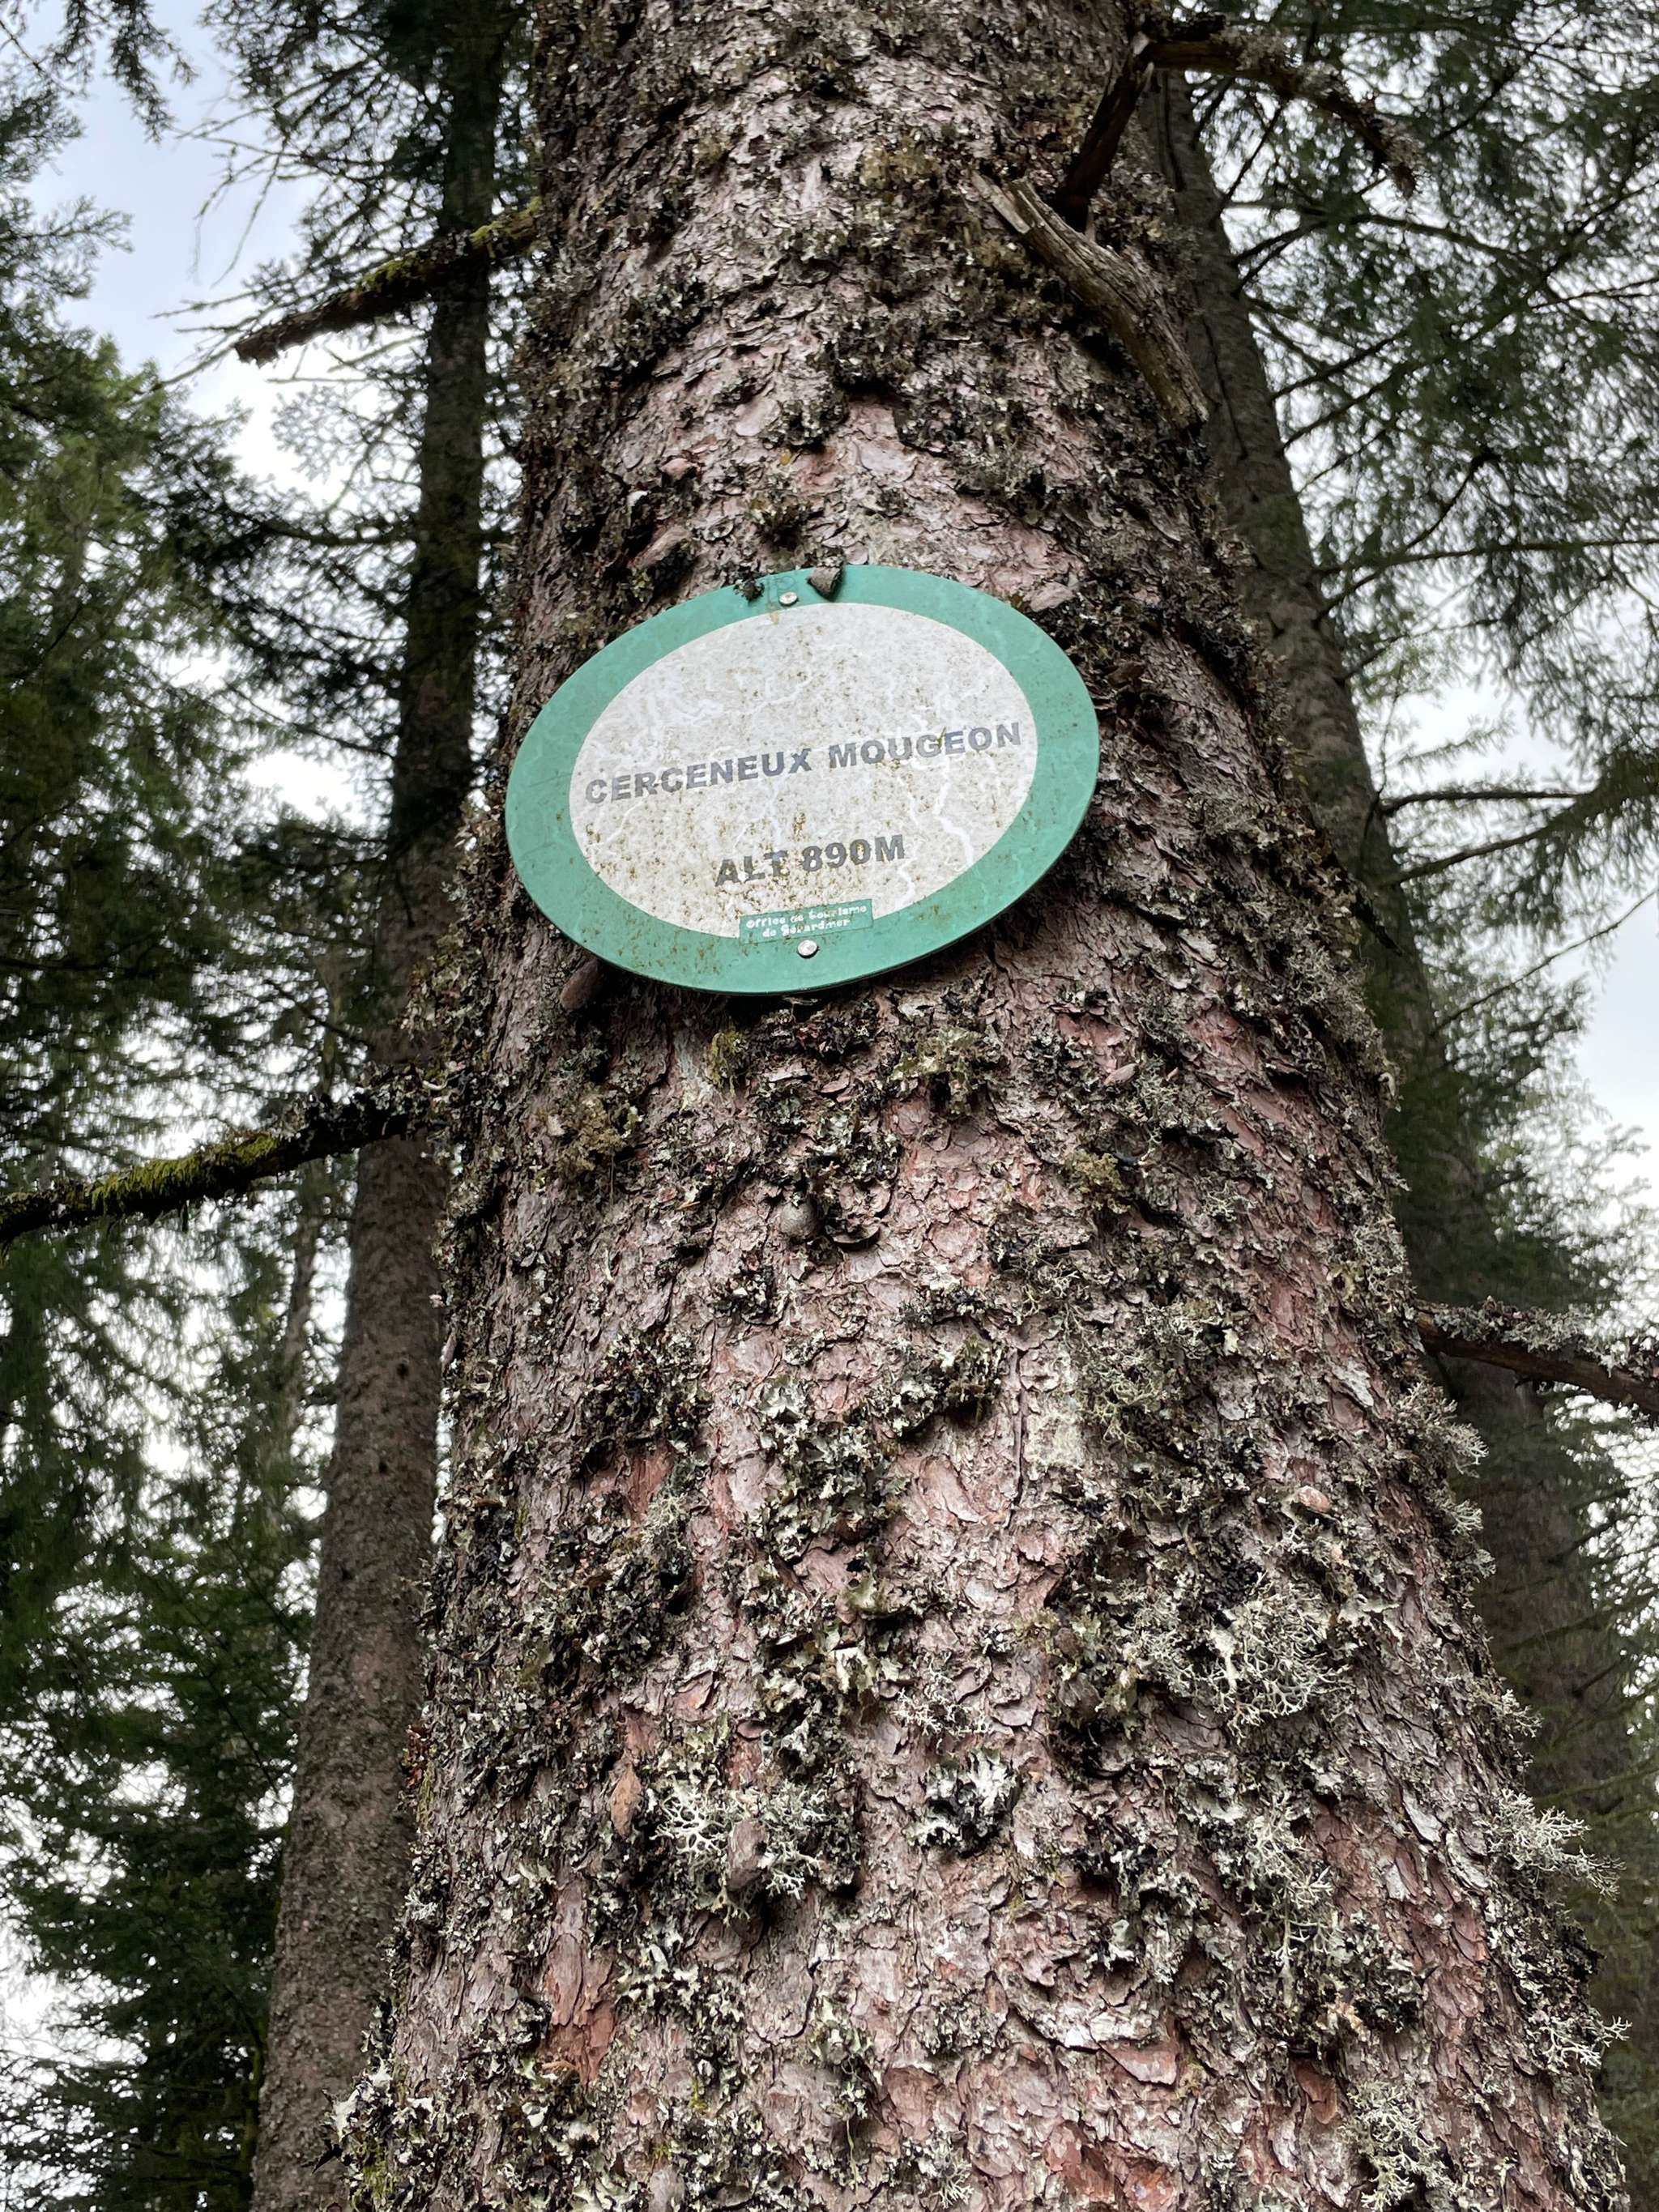 CERCENEUX MOUGEON
ALT 890M
Office de tourisme
de Gérardmer